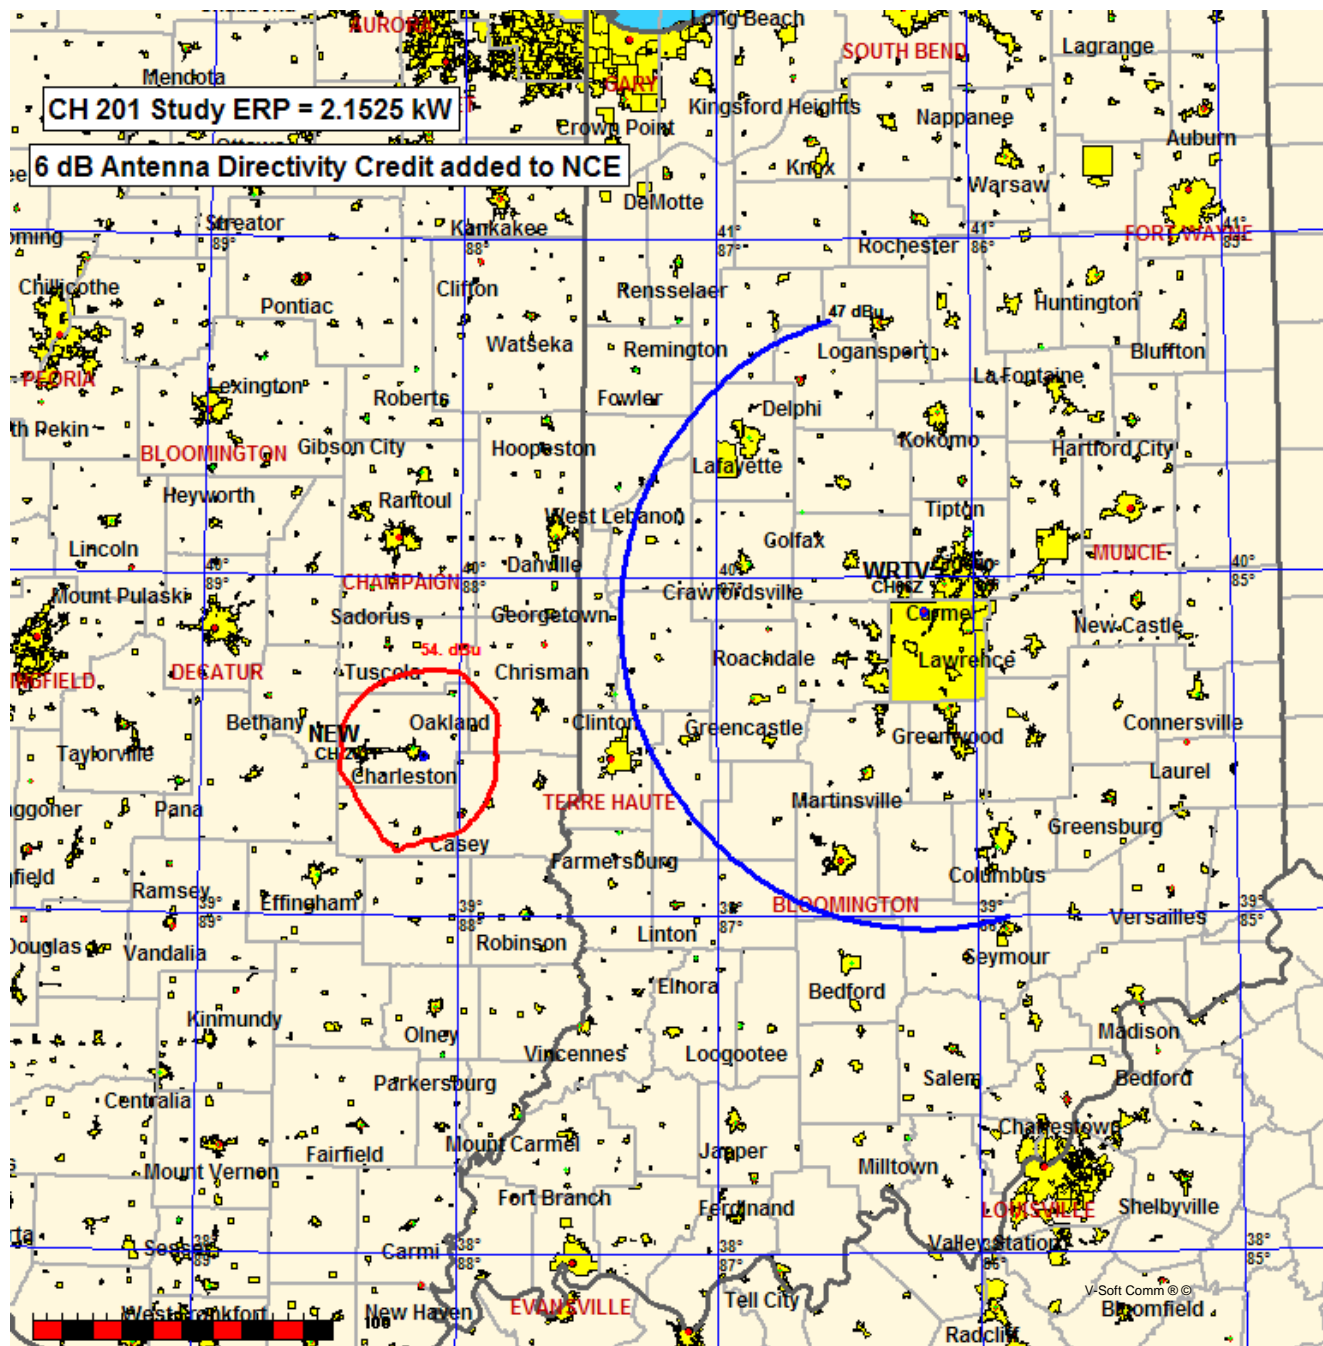 AURORA
Long Beach
SOUTH BEND
Lagrange
Mendota
GARY
Kingsford Heights
Nappanee
CH 201 Study ERP = 2.1525 kW
Crown Point
Auburn
6 dB Antenna Directivity Credit added to NCE
Knox
Warsaw
DeMotte
Streator
Kankakee
41°
87
41°
86
41°
FORT WAYNE
oming
89°
88°
Rochester
Chillicothe
Pontiac
Clifton
Rensselaer
Huntington
47 dBu
Watseka
Remington
Logansport
Bluffton
PEORIA
Lexington
Roberts
Fowler
La Fontaine
Delphi
th Pekin
BLOOMINGTON
Gibson City
Hoopeston
Kokomo
Hartford City
Lafayette
Heyworth
Rantoul
West Lebanon
Tipton
Lincoln
Danville
Golfax
MUNCIE
40°
89°
CHAMPAIGN
40°
88°
40°
87°
WRTV
40°
85°
Mount Pulaski
Sadorus
Georgetown
Crawfordsville
Carmel
New Castle
54. dBu
DECATUR
Tuscola
Chrisman
Roachdale
Lawrence
Bethany
NEW
Oakland
Clinton
Greencastle
Greenwood
Connersville
Taylorville
Charleston
Laurel
aggoner
Pana
TERRE HAUTE
Martinsville
Greensburg
Casey
Farmersburg
Columbus
nfield
Ramsey
Effingham
BLOOMINGTON
39°
89°
39°
88°
87°
39°
39°
85°
Versailles
Douglas
Vandalia
Robinson
Linton
Seymour
Elnora
Bedford
Kinmundy
Olney
Vincennes
Loogootee
Madison
Parkersburg
Salem
Bedford
Centralia
Charlestown
Mount Vernon
Fairfield
Mount Carmel
Jasper
Milltown
Fort Branch
Ferdinand
LOUISVILLE
Shelbyville
Carmi
38°
88°
38°
87°
Valley Station
38°
85°
New Haven
EVANSVILLE
Tell City
V-Soft Comm ® ©
West Frankfort
100
Radcliff
Bloomfield